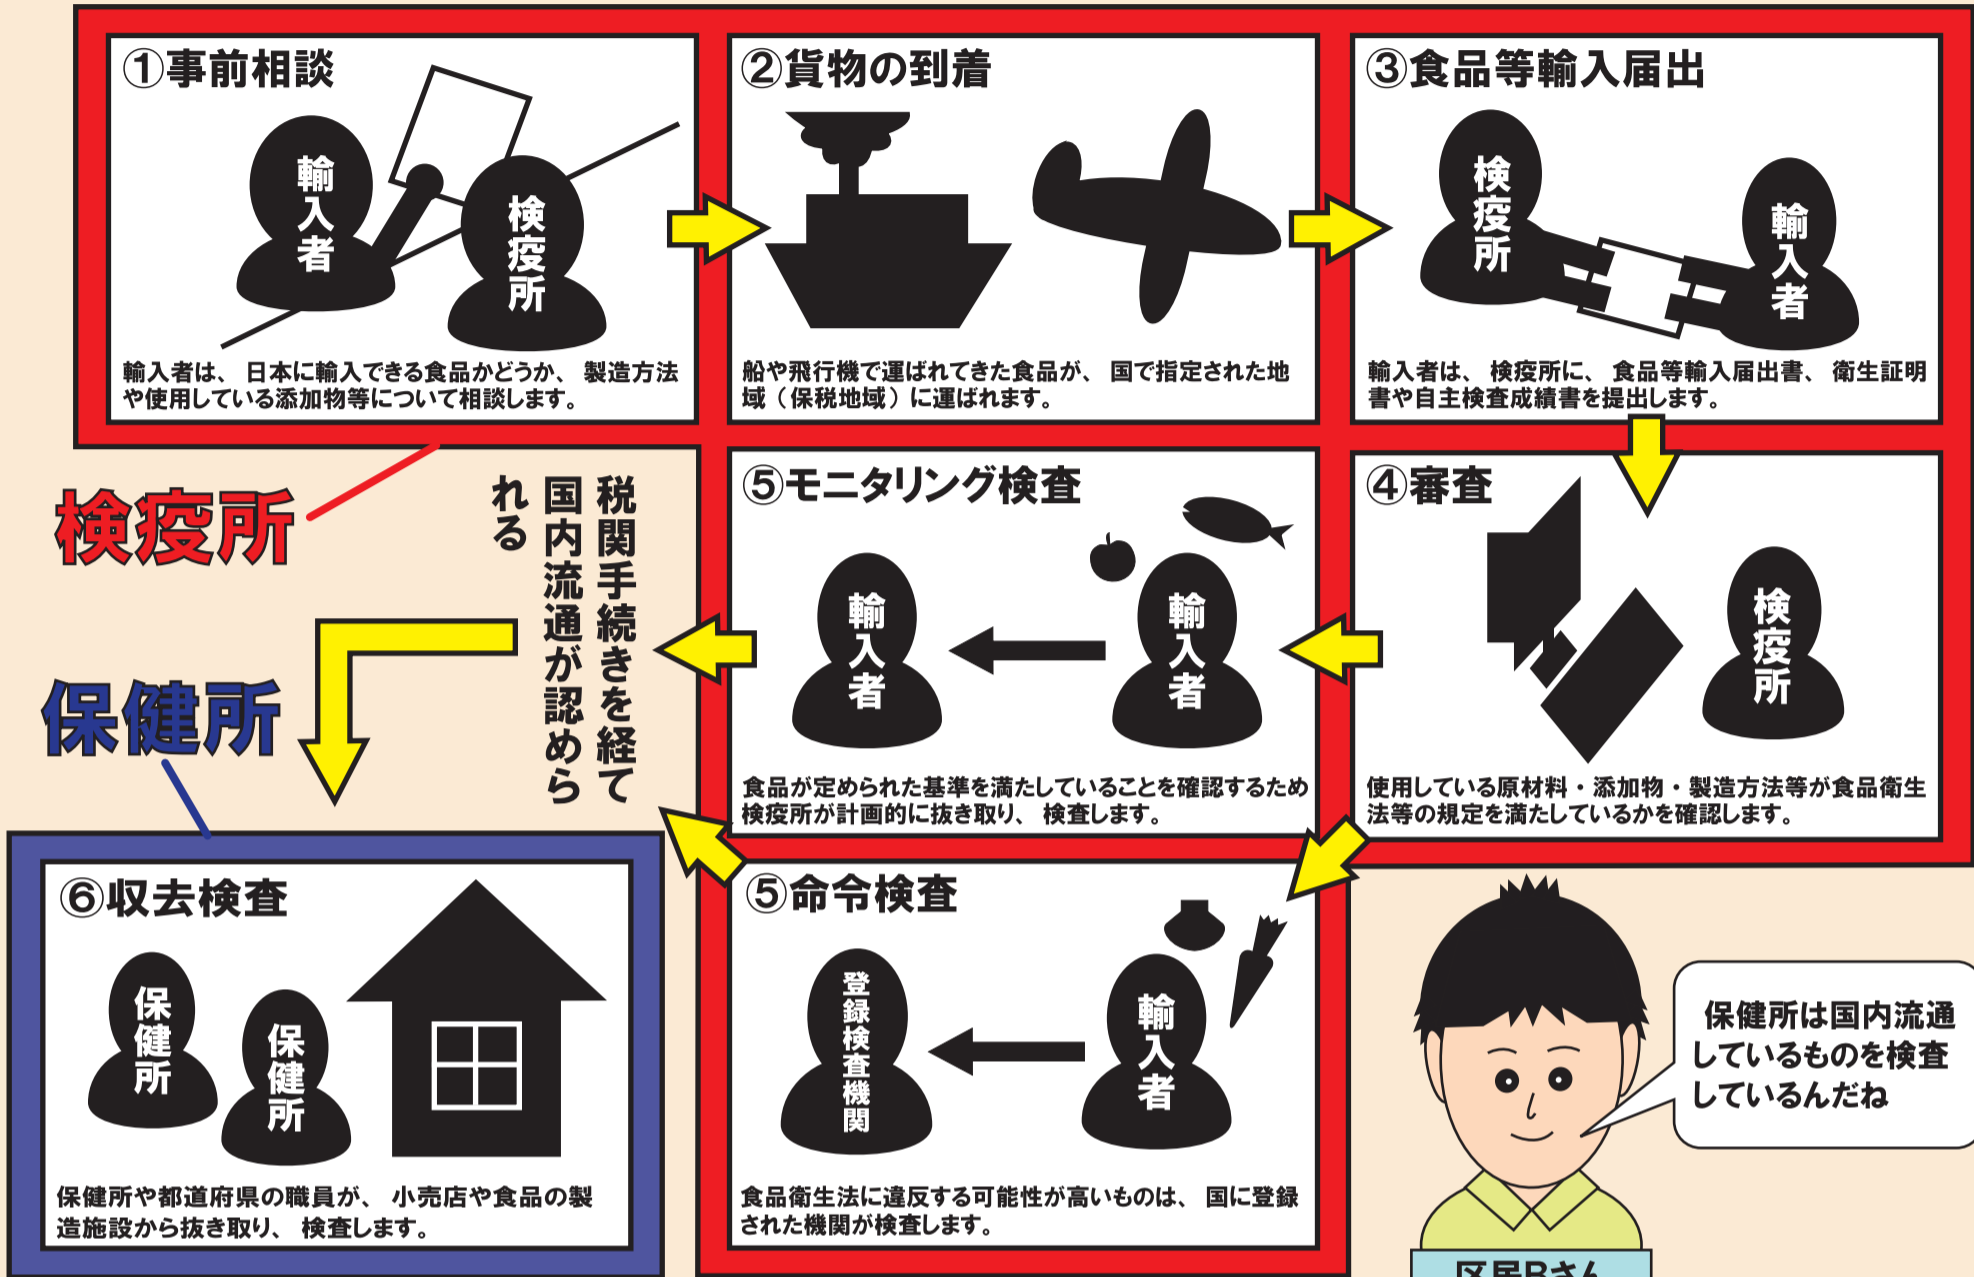 ①事前相談
輸入者
検疫所
輸入者は、日本に輸入できる食品かどうか、製造方法
や使用している添加物等について相談します。
②貨物の到着
船や飛行機で運ばれてきた食品が、国で指定された地
域（保税地域）に運ばれます。
③食品等輸入届出
検疫所
輸入者
輸入者は、検疫所に、食品等輸入届出書、衛生証明
書や自主検査成績書を提出します。
④審査
検疫所
使用している原材料・添加物・製造方法等が食品衛生
法等の規定を満たしているかを確認します。
⑤モニタリング検査
輸入者
輸入者
食品が定められた基準を満たしていることを確認するため
検疫所が計画的に抜き取り、検査します。
⑤命令検査
登録検査機関
輸入者
食品衛生法に違反する可能性が高いものは、国に登録
された機関が検査します。
税関手続きを経て
国内流通が認めら
れる
検疫所
保健所
⑥収去検査
保健所
保健所
保健所や都道府県の職員が、小売店や食品の製
造施設から抜き取り、検査します。
保健所は国内流通
しているものを検査
しているんだね
区民Bさん